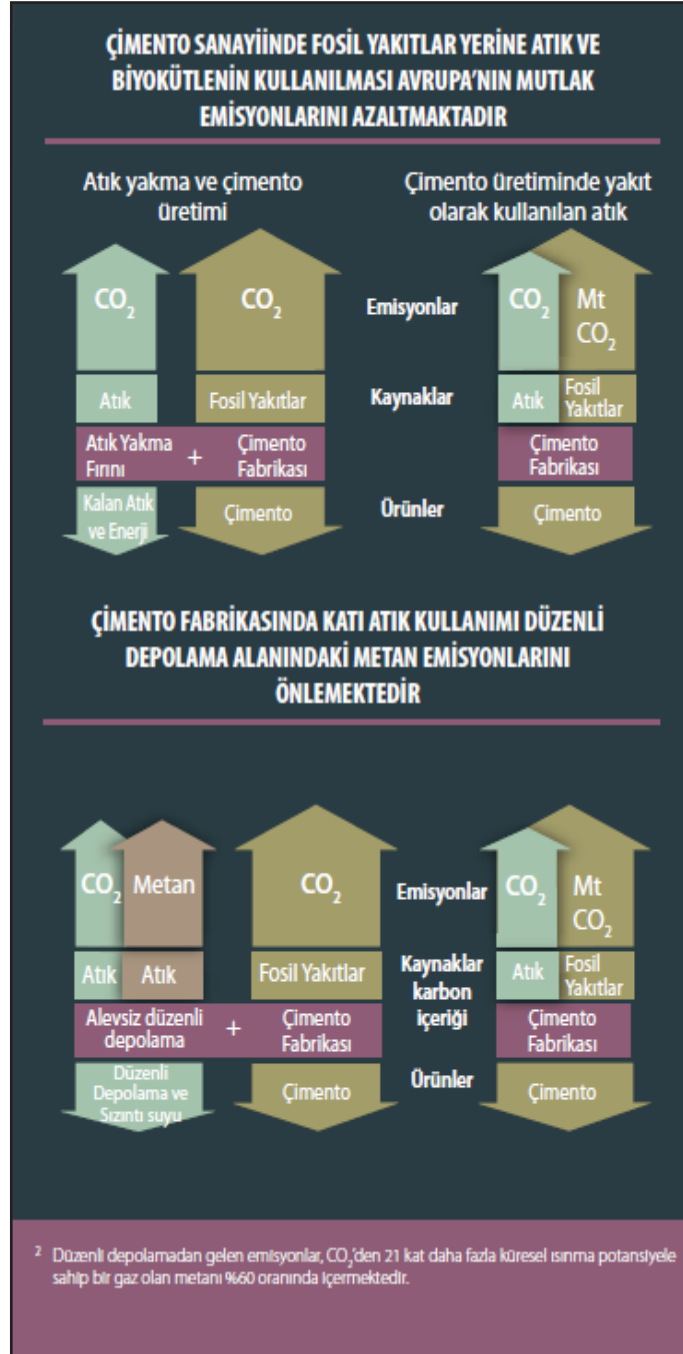 ÇİMENTO SANAYİİNDE FOSİL YAKITLAR YERİNE ATIK VE
BİYOKÜTLENİN KULLANILMASI AVRUPA'NIN MUTLAK
EMİSYONLARINI AZALTMAKTADIR
Atık yakma ve çimento
üretimi
Çimento üretiminde yakıt
olarak kullanılan atık
CO₂
CO₂
Emisyonlar
CO₂
Mt
CO₂
Atık
Fosil Yakıtlar
Kaynaklar
Atık
Fosil
Yakıtlar
Atık Yakma
Fırını
+
Çimento
Fabrikası
Çimento
Fabrikası
Kalan Atık
ve Enerji
Çimento
Ürünler
Çimento
ÇİMENTO FABRİKASINDA KATI ATIK KULLANIMI DÜZENLİ
DEPOLAMA ALANINDAKİ METAN EMİSYONLARINI
ÖNLEMEKTEDİR
CO₂
Metan
CO₂
Emisyonlar
CO₂
Mt
CO₂
Atık
Atık
Fosil Yakıtlar
Kaynaklar
karbon
içeriği
Atık
Fosil
Yakıtlar
Alevsiz düzenli
depolama
+
Çimento
Fabrikası
Çimento
Fabrikası
Düzenli
Depolama ve
Sızıntı suyu
Çimento
Ürünler
Çimento
² Düzenli depolamadan gelen emisyonlar, CO₂'den 21 kat daha fazla küresel ısınma potansiyele
sahip bir gaz olan metanı %60 oranında içermektedir.